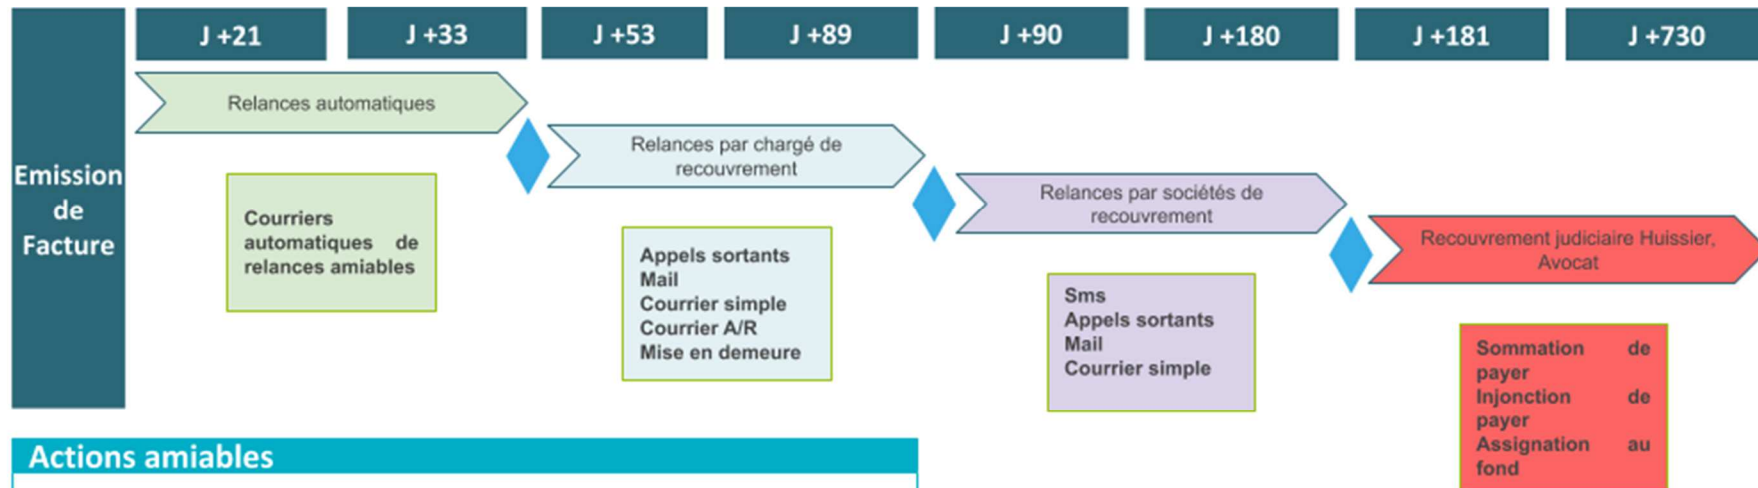 J +21
J +33
J +53
J +89
J +90
J +180
J +181
J +730
Emission
de
Facture
Relances automatiques
Courriers
automatiques de
relances amiables
Relances par chargé de
recouvrement
Appels sortants
Mail
Courrier simple
Courrier A/R
Mise en demeure
Relances par sociétés de
recouvrement
Sms
Appels sortants
Mail
Courrier simple
Recouvrement judiciaire Huissier,
Avocat
Sommation de
payer
Injonction de
payer
Assignation au
fond
Actions amiables